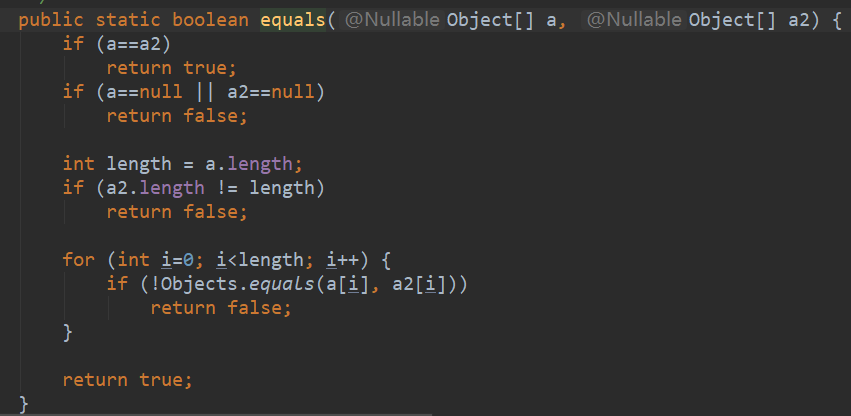 public static boolean equals( @Nullable Object[] a, @Nullable Object[] a2) {
if (a==a2)
return true;
if (a==null || a2==null)
return false;
int length = a.length;
if (a2.length != length)
return false;
for (int i=0; i<length; i++) {
if (!Objects.equals(a[i], a2[i]))
return false;
}
return true;
}